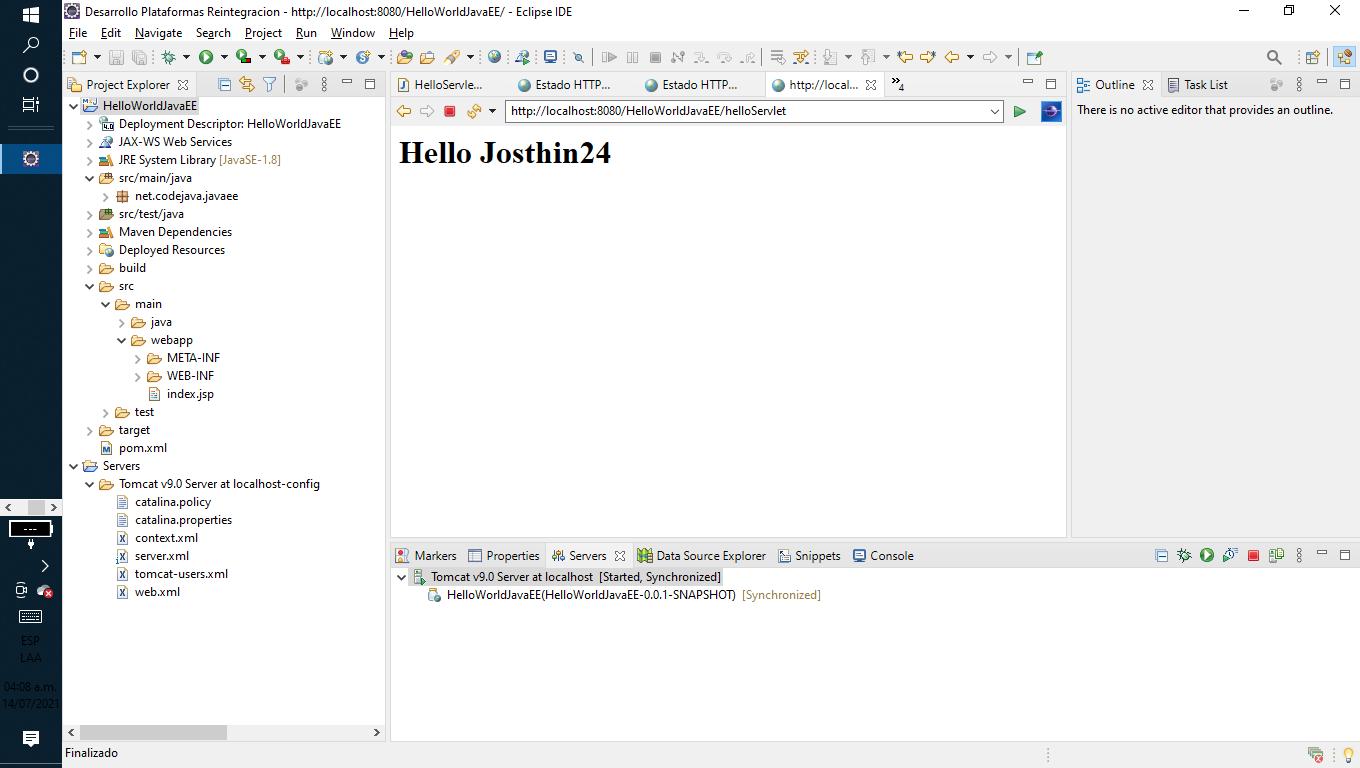 Desarrollo Plataformas Reintegracion - http://localhost:8080/HelloWorldJavaEE/ - Eclipse IDE
File Edit Navigate Search Project Run Window Help
Project Explorer
HelloWorldJavaEE
Deployment Descriptor: HelloWorldJavaEE
JAX-WS Web Services
JRE System Library [JavaSE-1.8]
src/main/java
net.codejava.javaee
src/test/java
Maven Dependencies
Deployed Resources
build
src
main
java
webapp
META-INF
WEB-INF
index.jsp
test
target
pom.xml
Servers
Tomcat v9.0 Server at localhost-config
catalina.policy
catalina.properties
context.xml
server.xml
tomcat-users.xml
web.xml
HelloServle... Estado HTTP... Estado HTTP... http://local... 4
http://localhost:8080/HelloWorldJavaEE/helloServlet
Hello Josthin24
Outline Task List
There is no active editor that provides an outline.
Markers Properties Servers Data Source Explorer Snippets Console
Tomcat v9.0 Server at localhost [Started, Synchronized]
HelloWorldJavaEE(HelloWorldJavaEE-0.0.1-SNAPSHOT) [Synchronized]
ESP
LAA
04:08 a.m.
14/07/2021
Finalizado